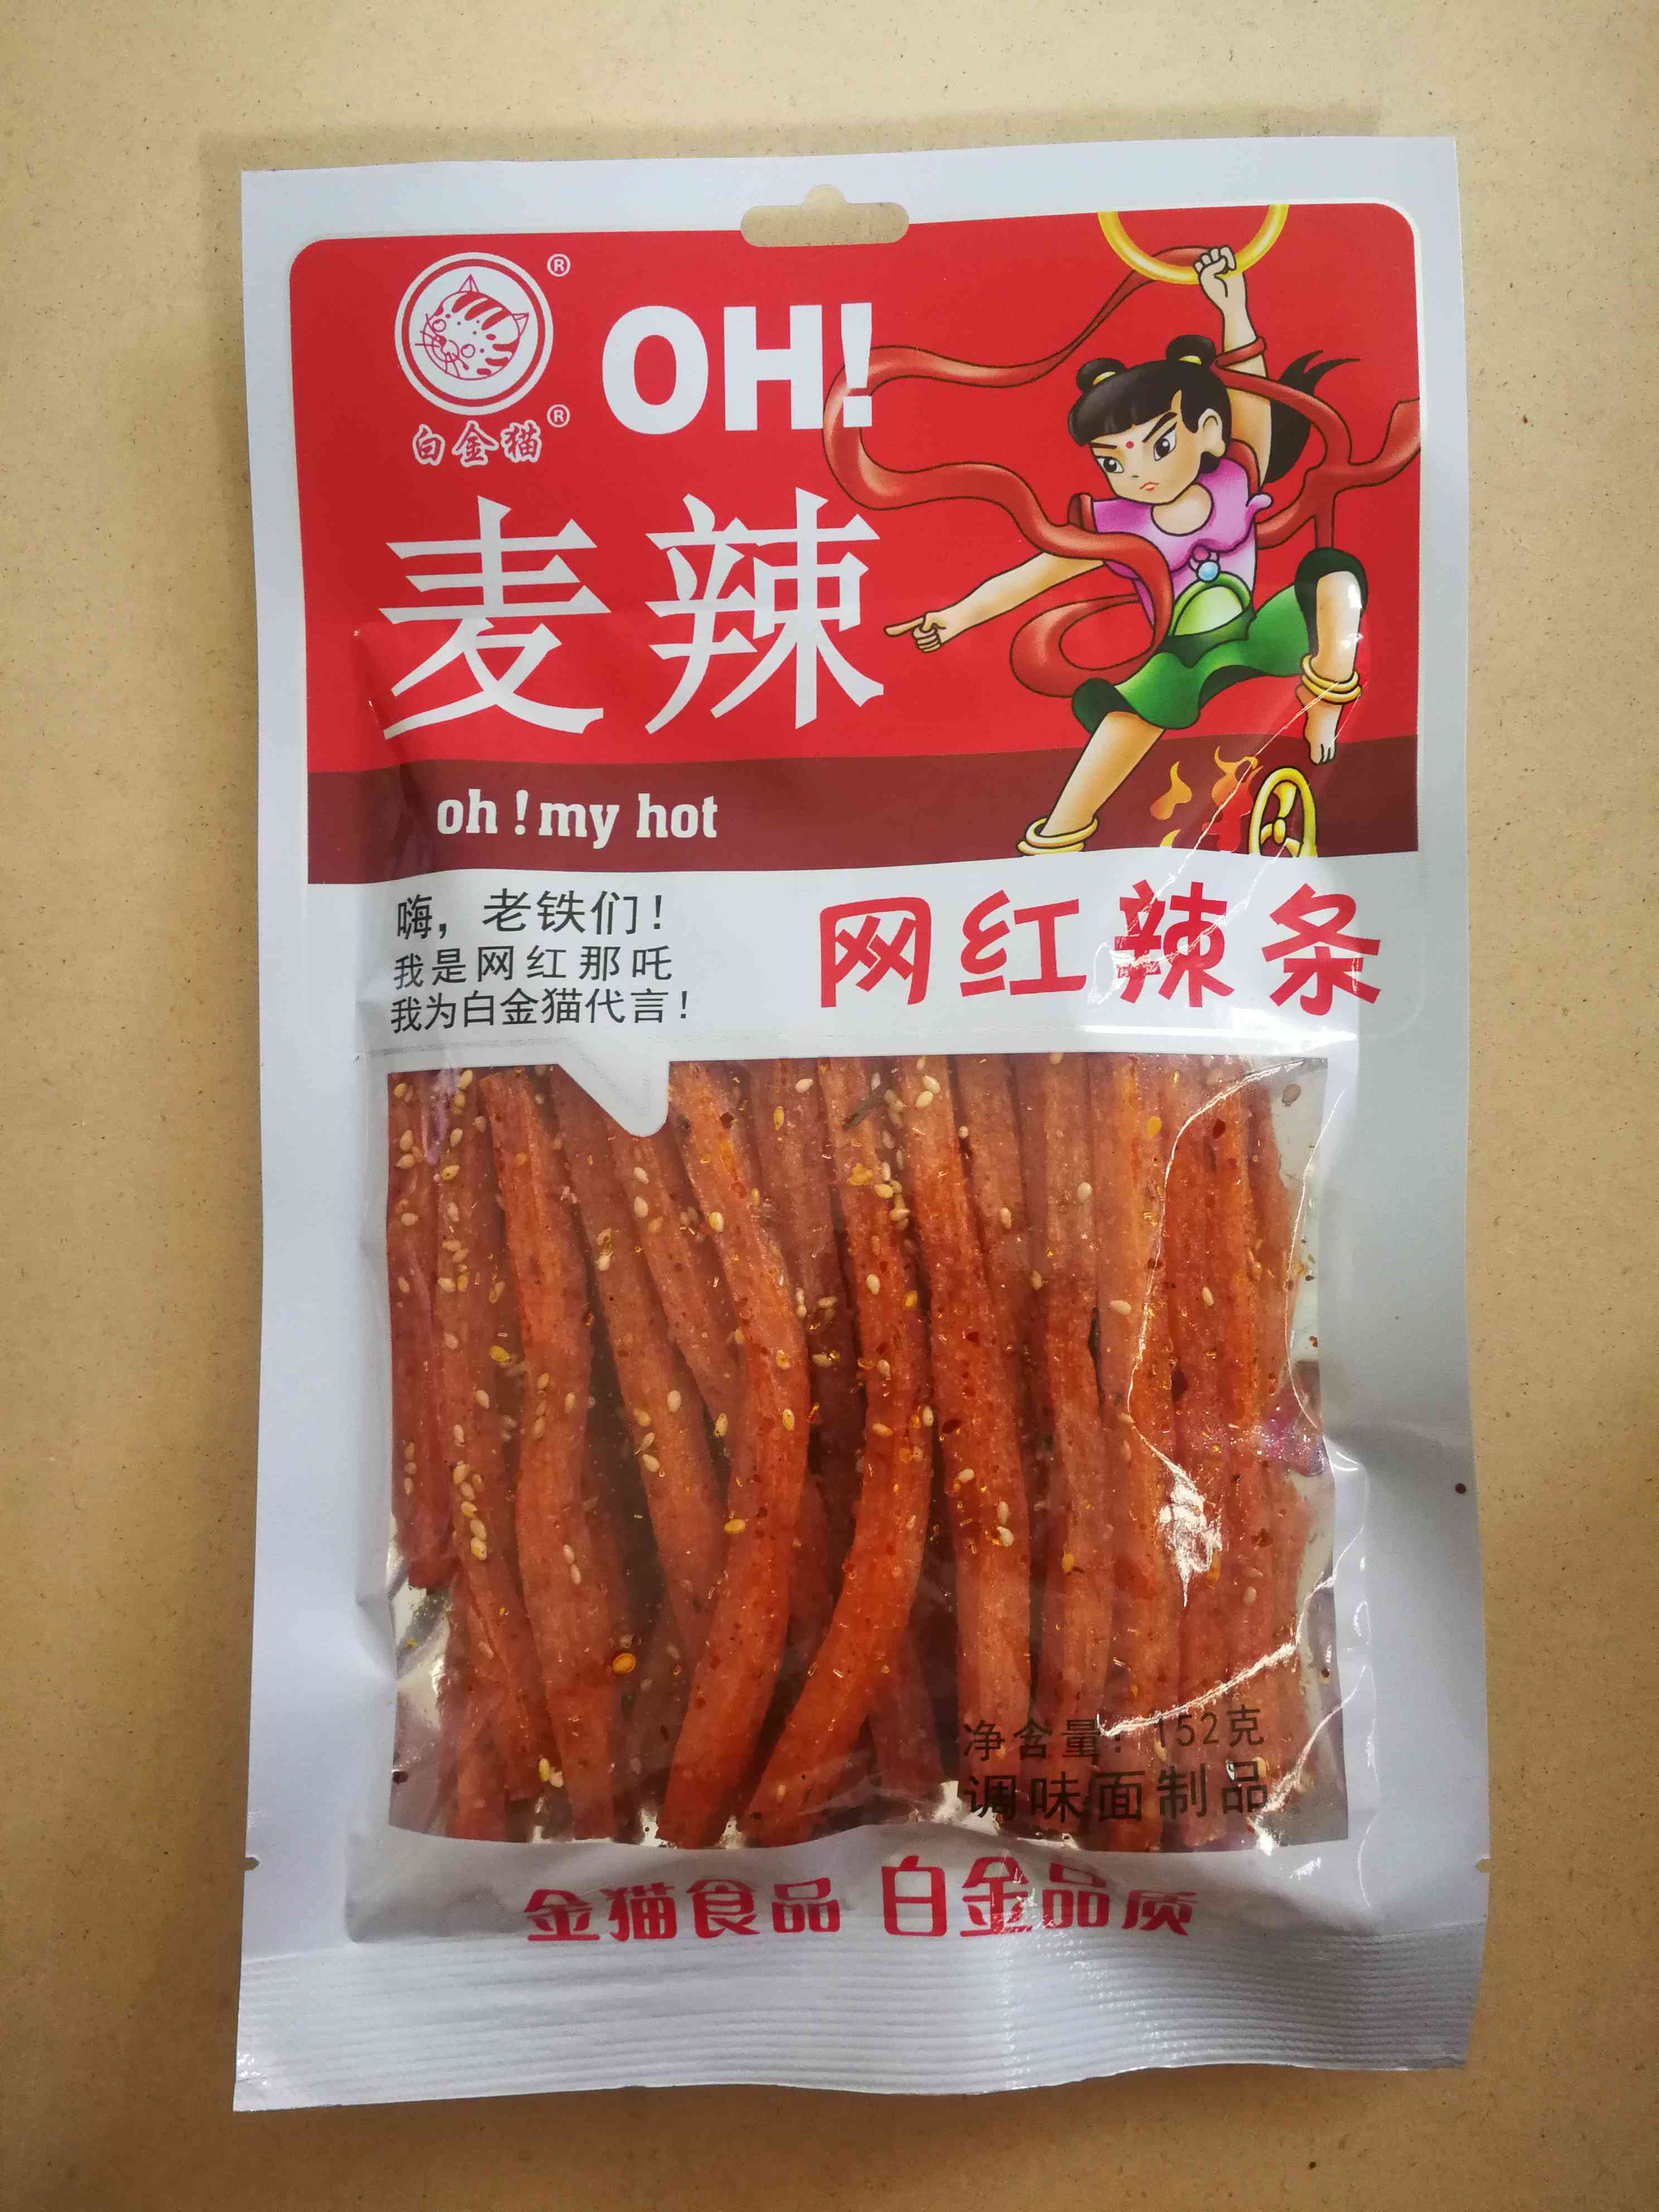 ®
OH!
白金猫®
麦辣
oh!my hot
嗨，老铁们！
我是网红那吒
我为白金猫代言！
网红辣条
净含量：152克
调味面制品
金猫食品 白金品质